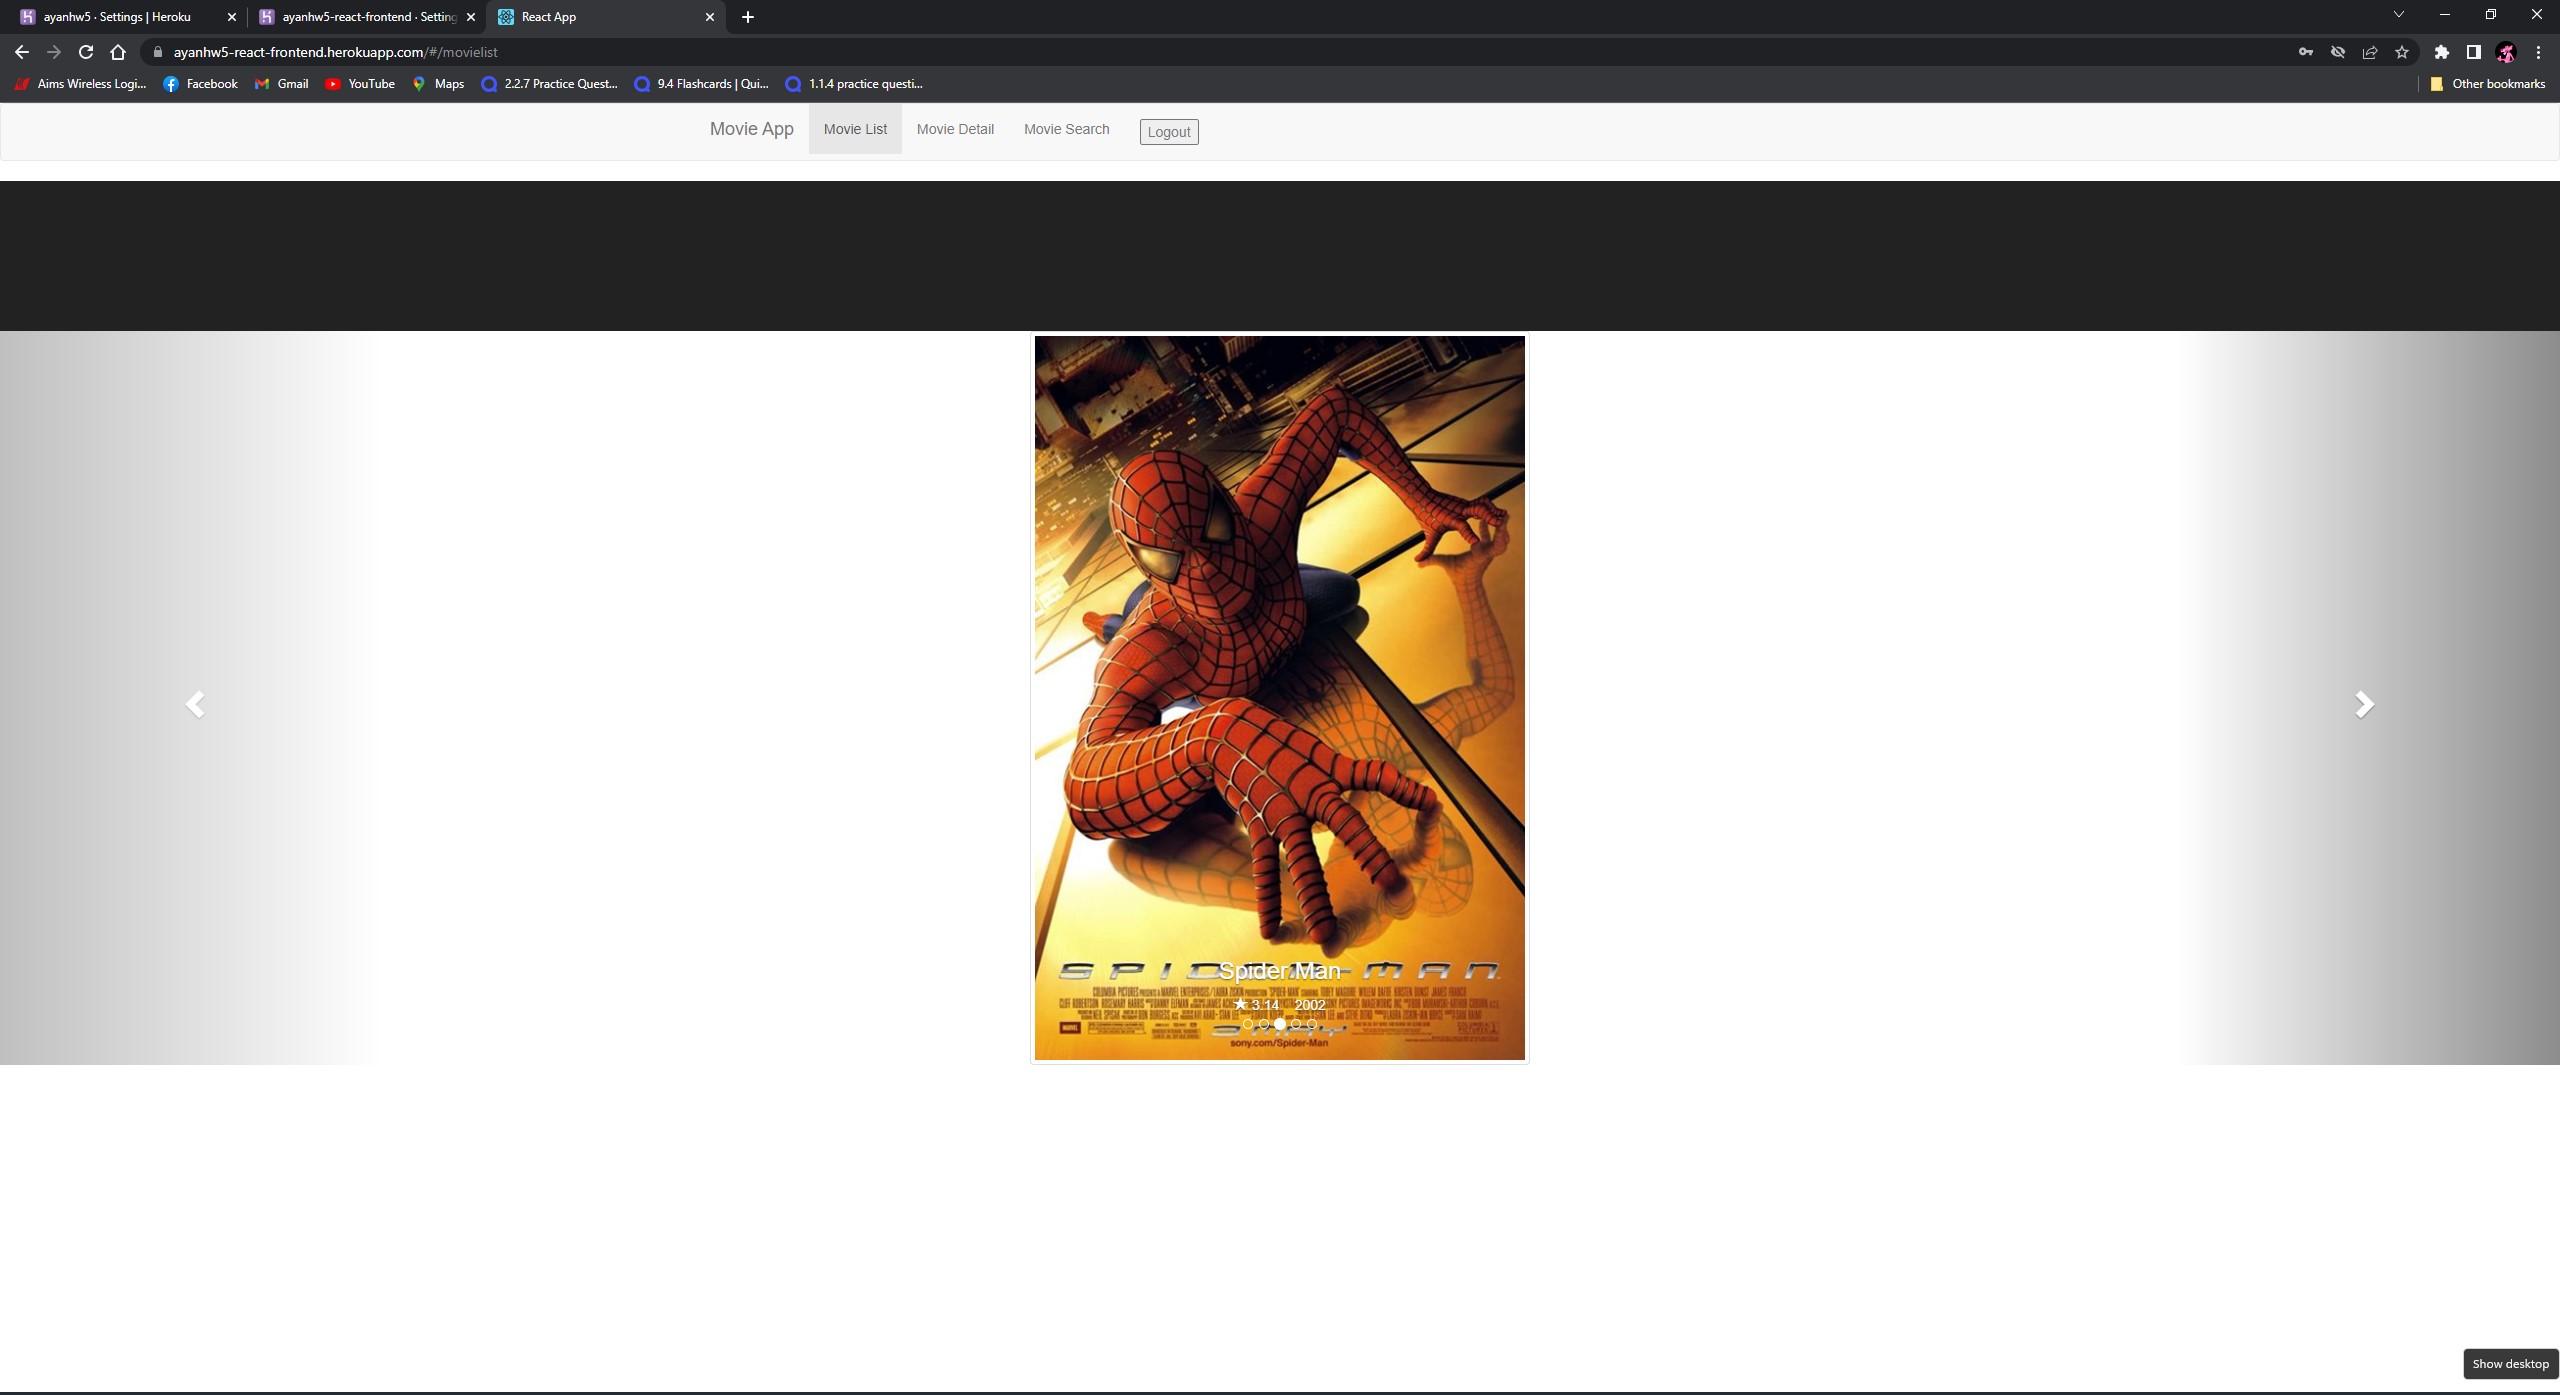 ayanhw5 · Settings | Heroku
ayanhw5-react-frontend · Setting
React App
ayanhw5-react-frontend.herokuapp.com/#/movielist
Aims Wireless Logi...
Facebook
Gmail
YouTube
Maps
2.2.7 Practice Quest...
9.4 Flashcards | Qui...
1.1.4 practice questi...
Other bookmarks
Movie App
Movie List
Movie Detail
Movie Search
Logout
Spider Man
★ 3.14 2002
MARVEL
sony.com/Spider-Man
Show desktop